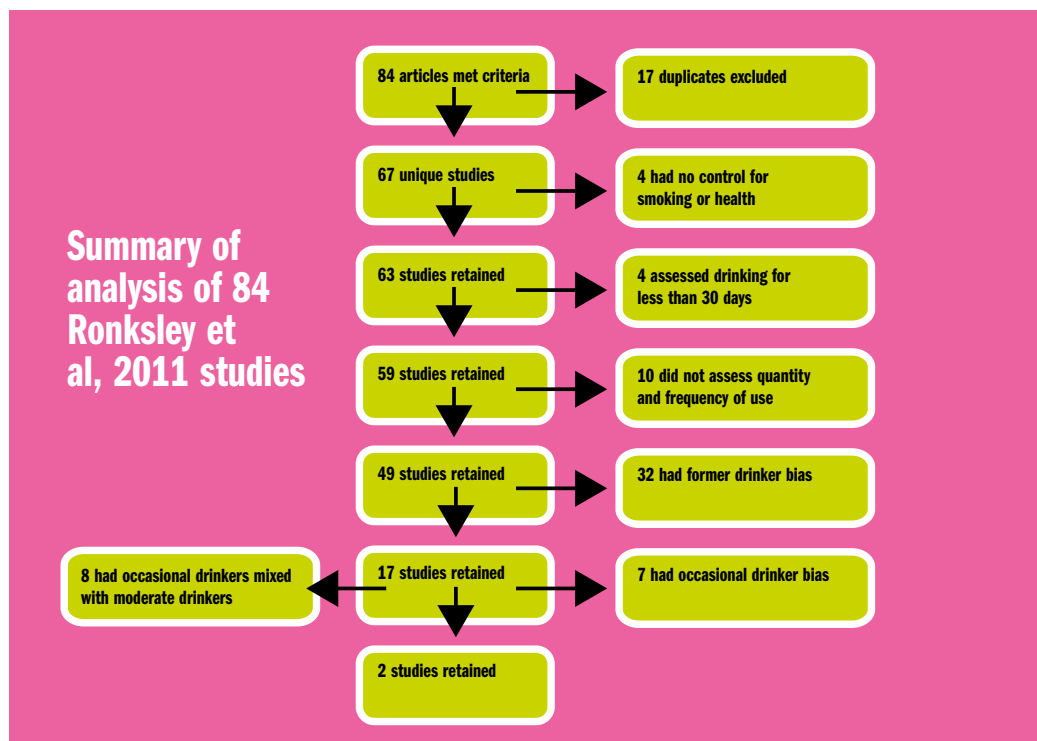 Summary of
analysis of 84
Ronksley et
al, 2011 studies
84 articles met criteria
17 duplicates excluded
67 unique studies
4 had no control for
smoking or health
63 studies retained
4 assessed drinking for
less than 30 days
59 studies retained
10 did not assess quantity
and frequency of use
49 studies retained
32 had former drinker bias
8 had occasional drinkers mixed
with moderate drinkers
17 studies retained
7 had occasional drinker bias
2 studies retained